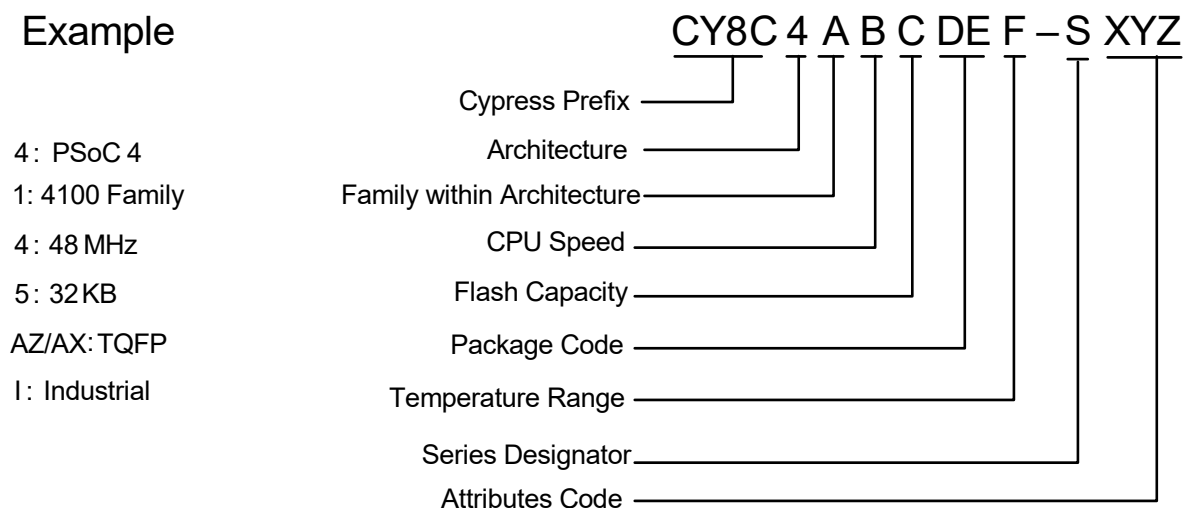 Example
CY8C 4 A B C DE F – S XYZ
Cypress Prefix
4: PSoC 4
Architecture
1: 4100 Family
Family within Architecture
4: 48 MHz
CPU Speed
5: 32 KB
Flash Capacity
AZ/AX: TQFP
Package Code
I: Industrial
Temperature Range
Series Designator
Attributes Code